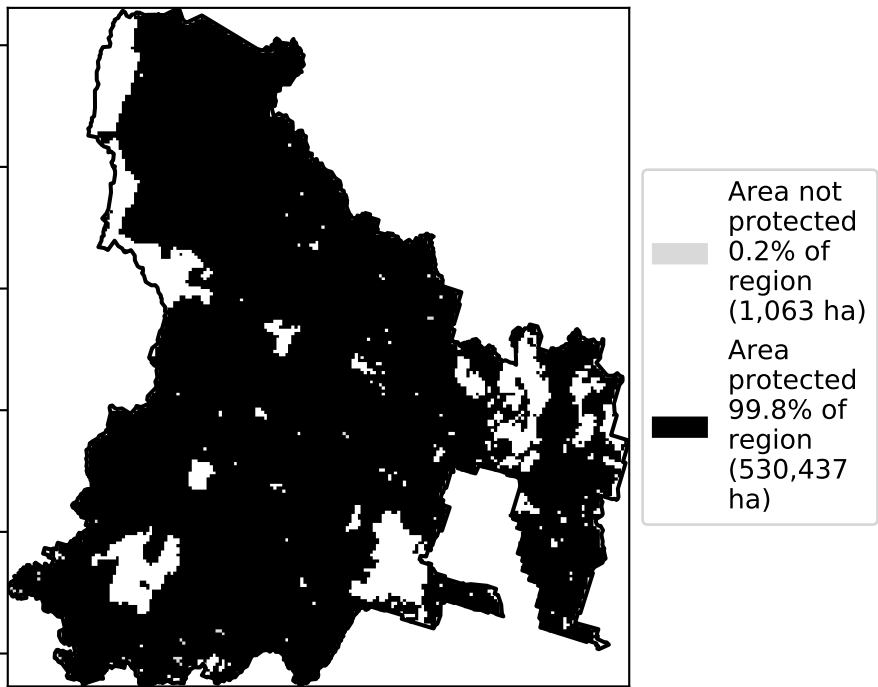 Area not
protected
0.2% of
region
(1,063 ha)
Area
protected
99.8% of
region
(530,437
ha)